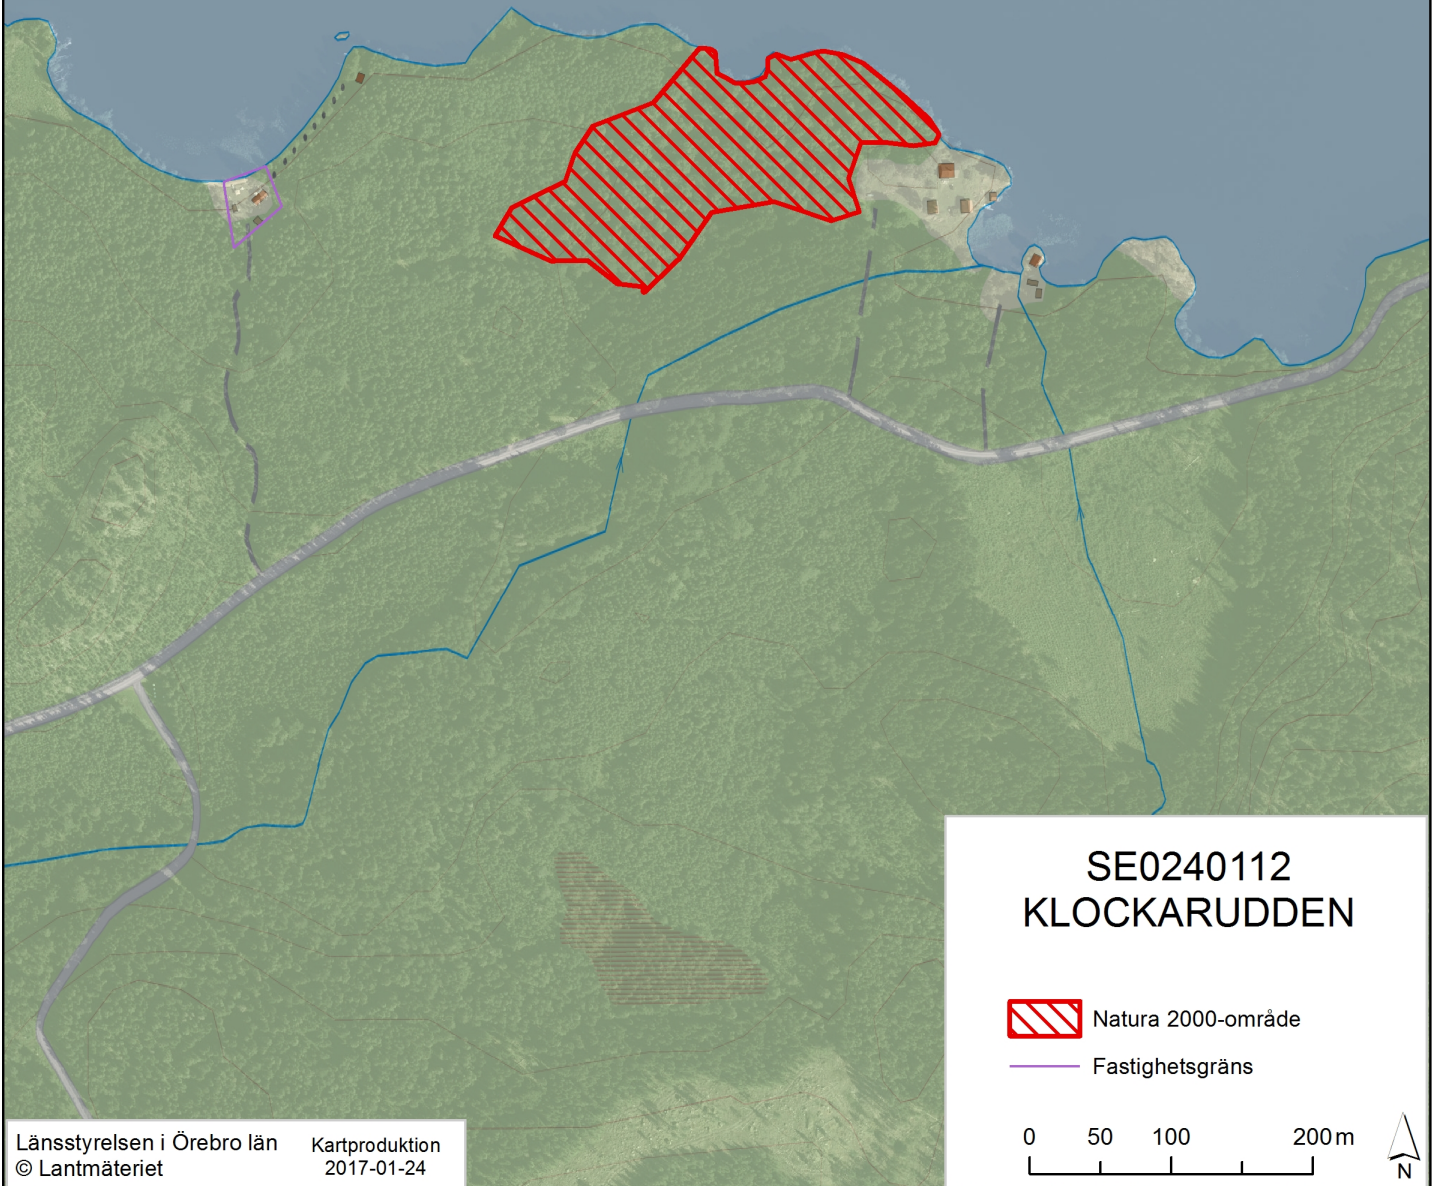 SE0240112
KLOCKARUDDEN
Natura 2000-område
Fastighetsgräns
0 50 100 200 m
N
Länsstyrelsen i Örebro län
© Lantmäteriet
Kartproduktion
2017-01-24